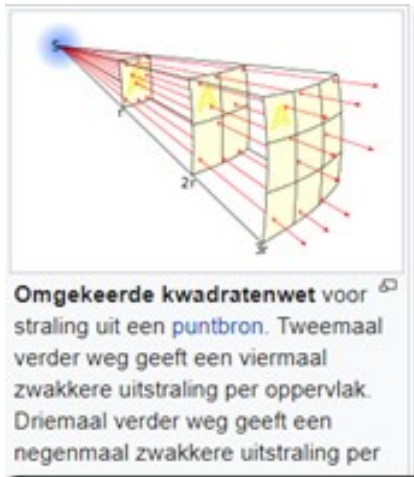 S
A
A
A
r
2r
3r
Omgekeerde kwadratenwet voor
straling uit een puntbron. Tweemaal
verder weg geeft een viermaal
zwakkere uitstraling per oppervlak.
Driemaal verder weg geeft een
negenmaal zwakkere uitstraling per